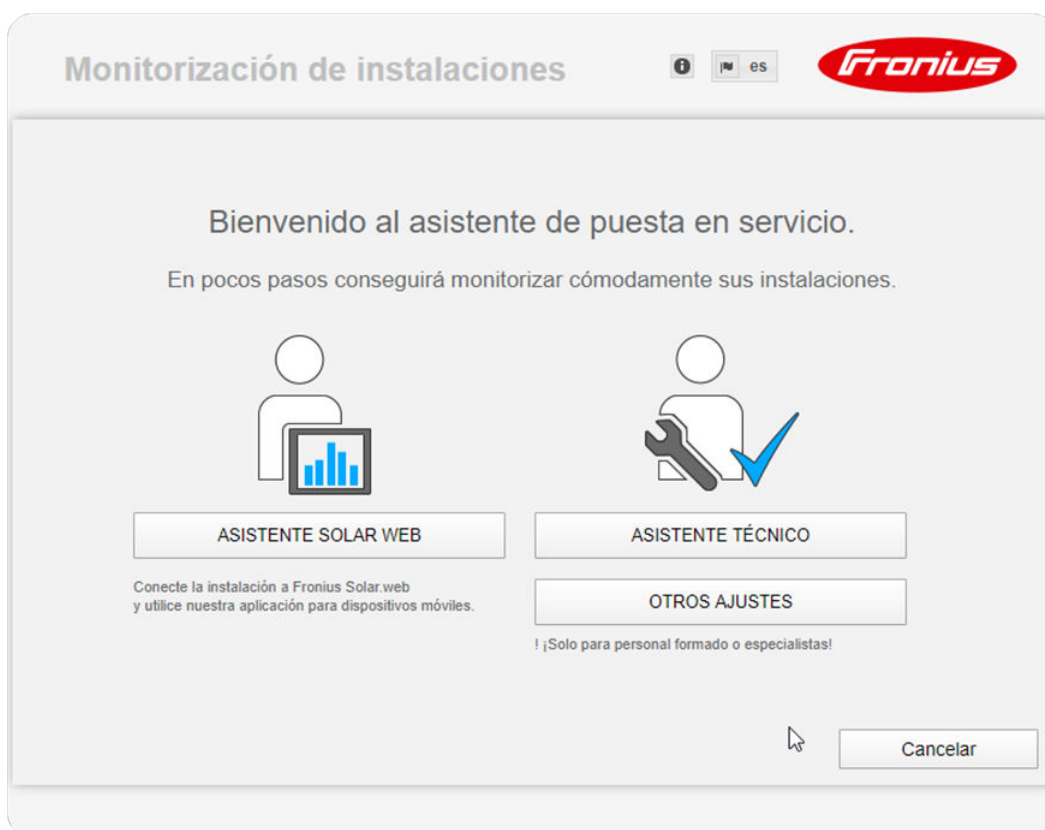 Monitorización de instalaciones
es
Fronius
Bienvenido al asistente de puesta en servicio.
En pocos pasos conseguirá monitorizar cómodamente sus instalaciones.
ASISTENTE SOLAR WEB
Conecte la instalación a Fronius Solar.web
y utilice nuestra aplicación para dispositivos móviles.
ASISTENTE TÉCNICO
OTROS AJUSTES
! ¡Solo para personal formado o especialistas!
Cancelar